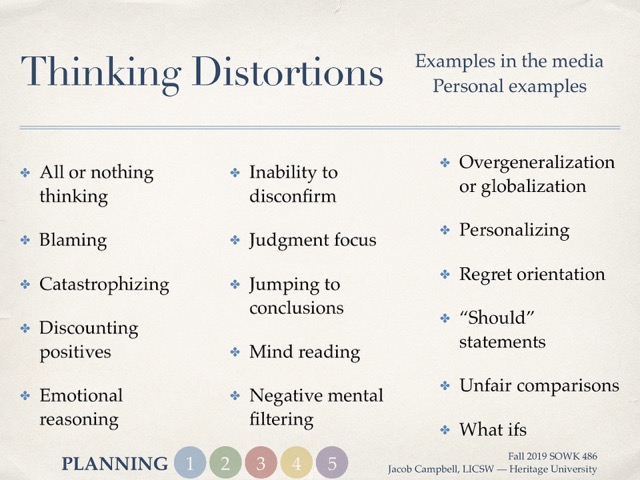 Thinking Distortions
Examples in the media
Personal examples
All or nothing
thinking
Blaming
Catastrophizing
Discounting
positives
Emotional
reasoning
Inability to
disconfirm
Judgment focus
Jumping to
conclusions
Mind reading
Negative mental
filtering
Overgeneralization
or globalization
Personalizing
Regret orientation
“Should”
statements
Unfair comparisons
What ifs
PLANNING 1 2 3 4 5
Fall 2019 SOWK 486
Jacob Campbell, LICSW — Heritage University